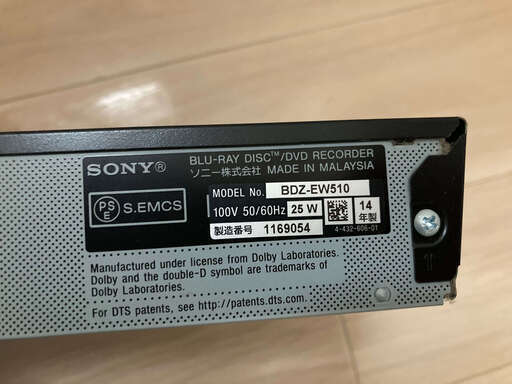 SONY®
BLU-RAY DISC™/DVD RECORDER
ソニー株式会社 MADE IN MALAYSIA
MODEL No. BDZ-EW510
100V 50/60Hz 25 W 14年製
製造番号 1169054
PS
E
S.EMCS
4-432-606-01
Manufactured under license from Dolby Laboratories.
Dolby and the double-D symbol are trademarks of
Dolby Laboratories.
For DTS patents, see http://patents.dts.com.